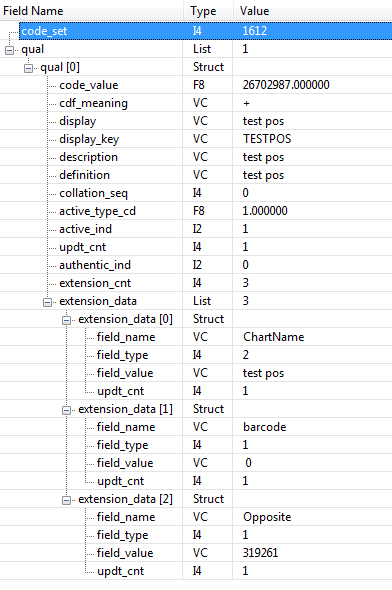 Field Name Type Value
code_set I4 1612
qual List 1
qual [0] Struct
code_value F8 26702987.000000
cdf_meaning VC +
display VC test pos
display_key VC TESTPOS
description VC test pos
definition VC test pos
collation_seq I4 0
active_type_cd F8 1.000000
active_ind I2 1
updt_cnt I4 1
authentic_ind I2 0
extension_cnt I4 3
extension_data List 3
extension_data [0] Struct
field_name VC ChartName
field_type I4 2
field_value VC test pos
updt_cnt I4 1
extension_data [1] Struct
field_name VC barcode
field_type I4 1
field_value VC 0
updt_cnt I4 1
extension_data [2] Struct
field_name VC Opposite
field_type I4 1
field_value VC 319261
updt_cnt I4 1